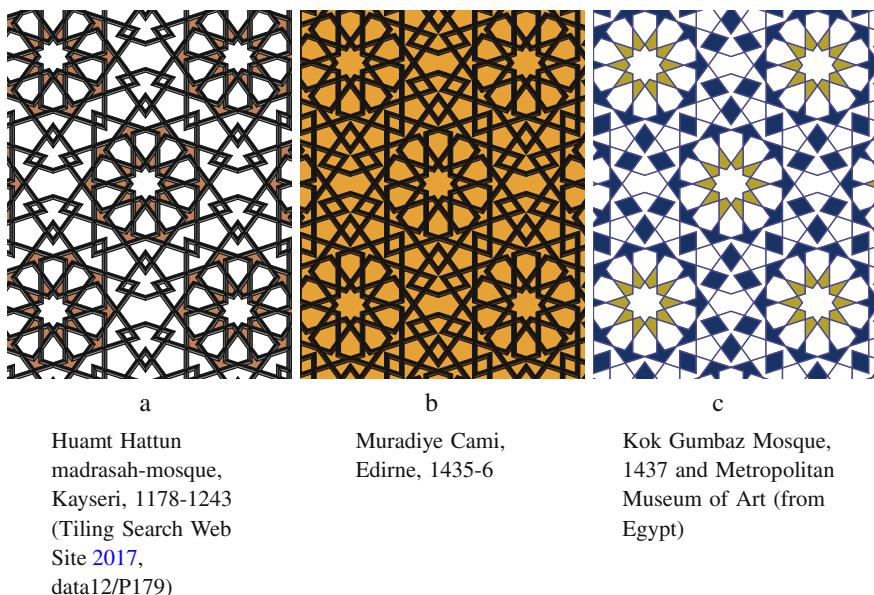 a
Huamt Hattun
madrasah-mosque,
Kayseri, 1178-1243
(Tiling Search Web
Site 2017,
data12/P179)
b
Muradiye Cami,
Edirne, 1435-6
c
Kok Gumbaz Mosque,
1437 and Metropolitan
Museum of Art (from
Egypt)